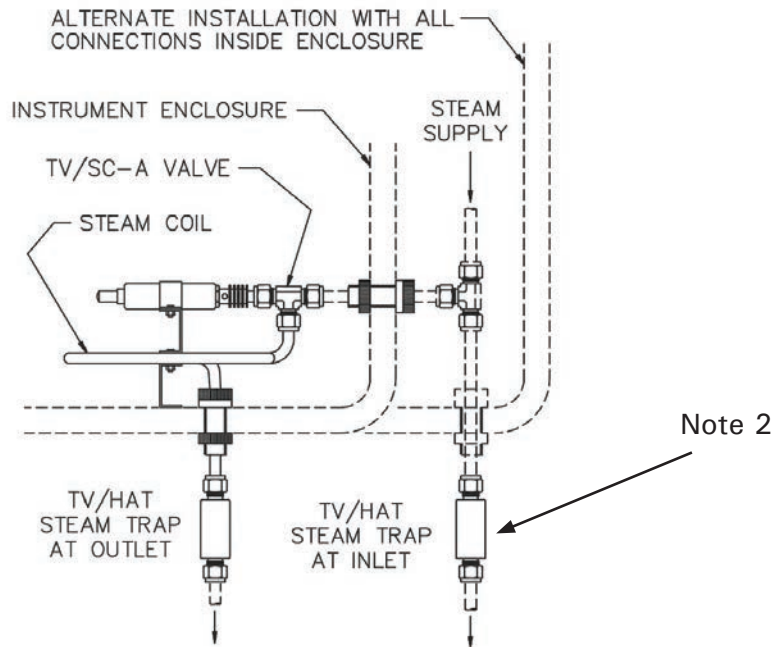 ALTERNATE INSTALLATION WITH ALL
CONNECTIONS INSIDE ENCLOSURE
INSTRUMENT ENCLOSURE
STEAM
SUPPLY
TV/SC-A VALVE
STEAM COIL
Note 2
TV/HAT
STEAM TRAP
AT OUTLET
TV/HAT
STEAM TRAP
AT INLET